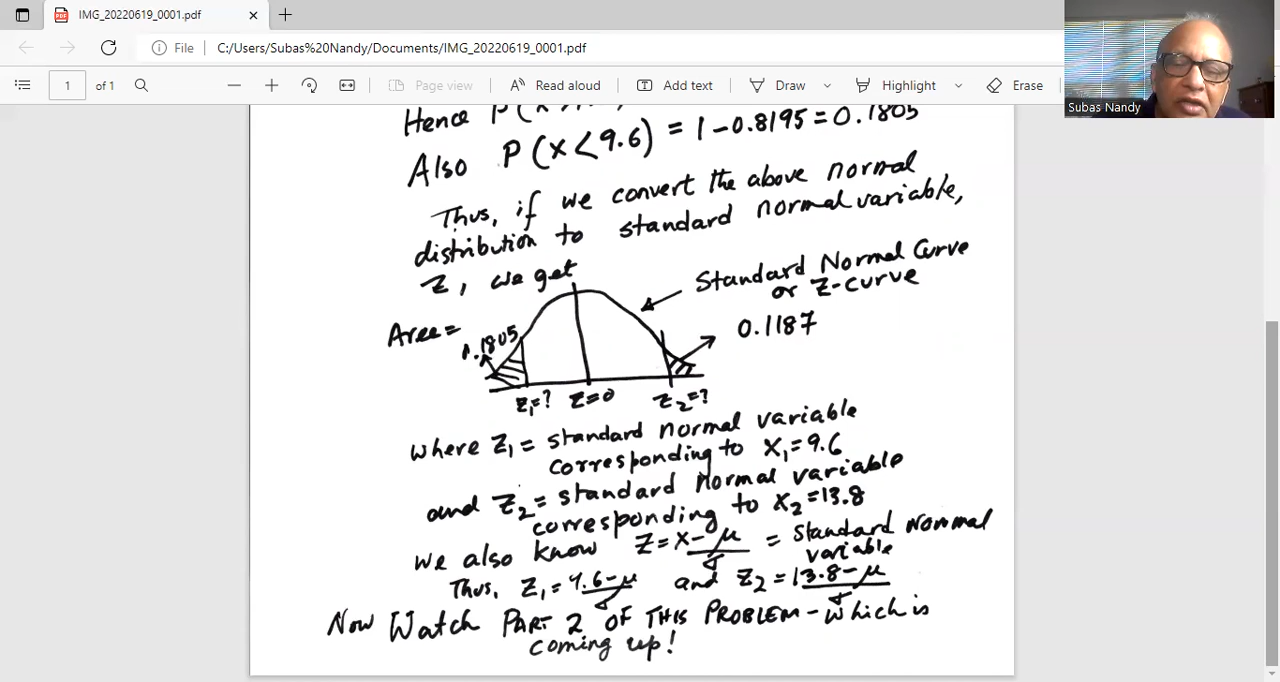 IMG_20220619_0001.pdf
File C:/Users/Subas%20Nandy/Documents/IMG_20220619_0001.pdf
1 of 1 Page view Read aloud Add text Draw Highlight Erase
Subas Nandy
Hence P(X
Also P(X<9.6) = 1-0.8195=0.1805
Thus, if we convert the above normal
distribution to standard normal variable,
Z, we get
Standard Normal Curve
or Z-curve
Area=
0.1805
0.1187
Z₁=? Z=0 Z₂=?
where Z₁ = standard normal variable
corresponding to X₁=9.6
and Z₂ = standard normal variable
corresponding to X₂=13.8
we also know Z=X-μ/σ = Standard Normal
variable
Thus, Z₁=9.6-μ/σ and Z₂=13.8-μ/σ
Now Watch PART 2 OF THIS PROBLEM-which is
coming up!